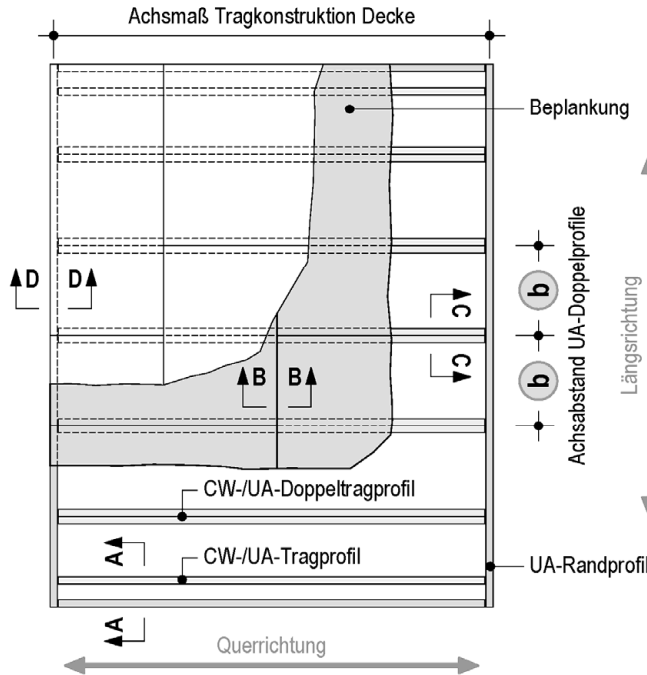 Achsmaß Tragkonstruktion Decke
Beplankung
D D
C
C
B B
b
b
Achsabstand UA-Doppelprofile
Längsrichtung
CW-/UA-Doppeltragprofil
A
CW-/UA-Tragprofil
UA-Randprofil
A
Querrichtung